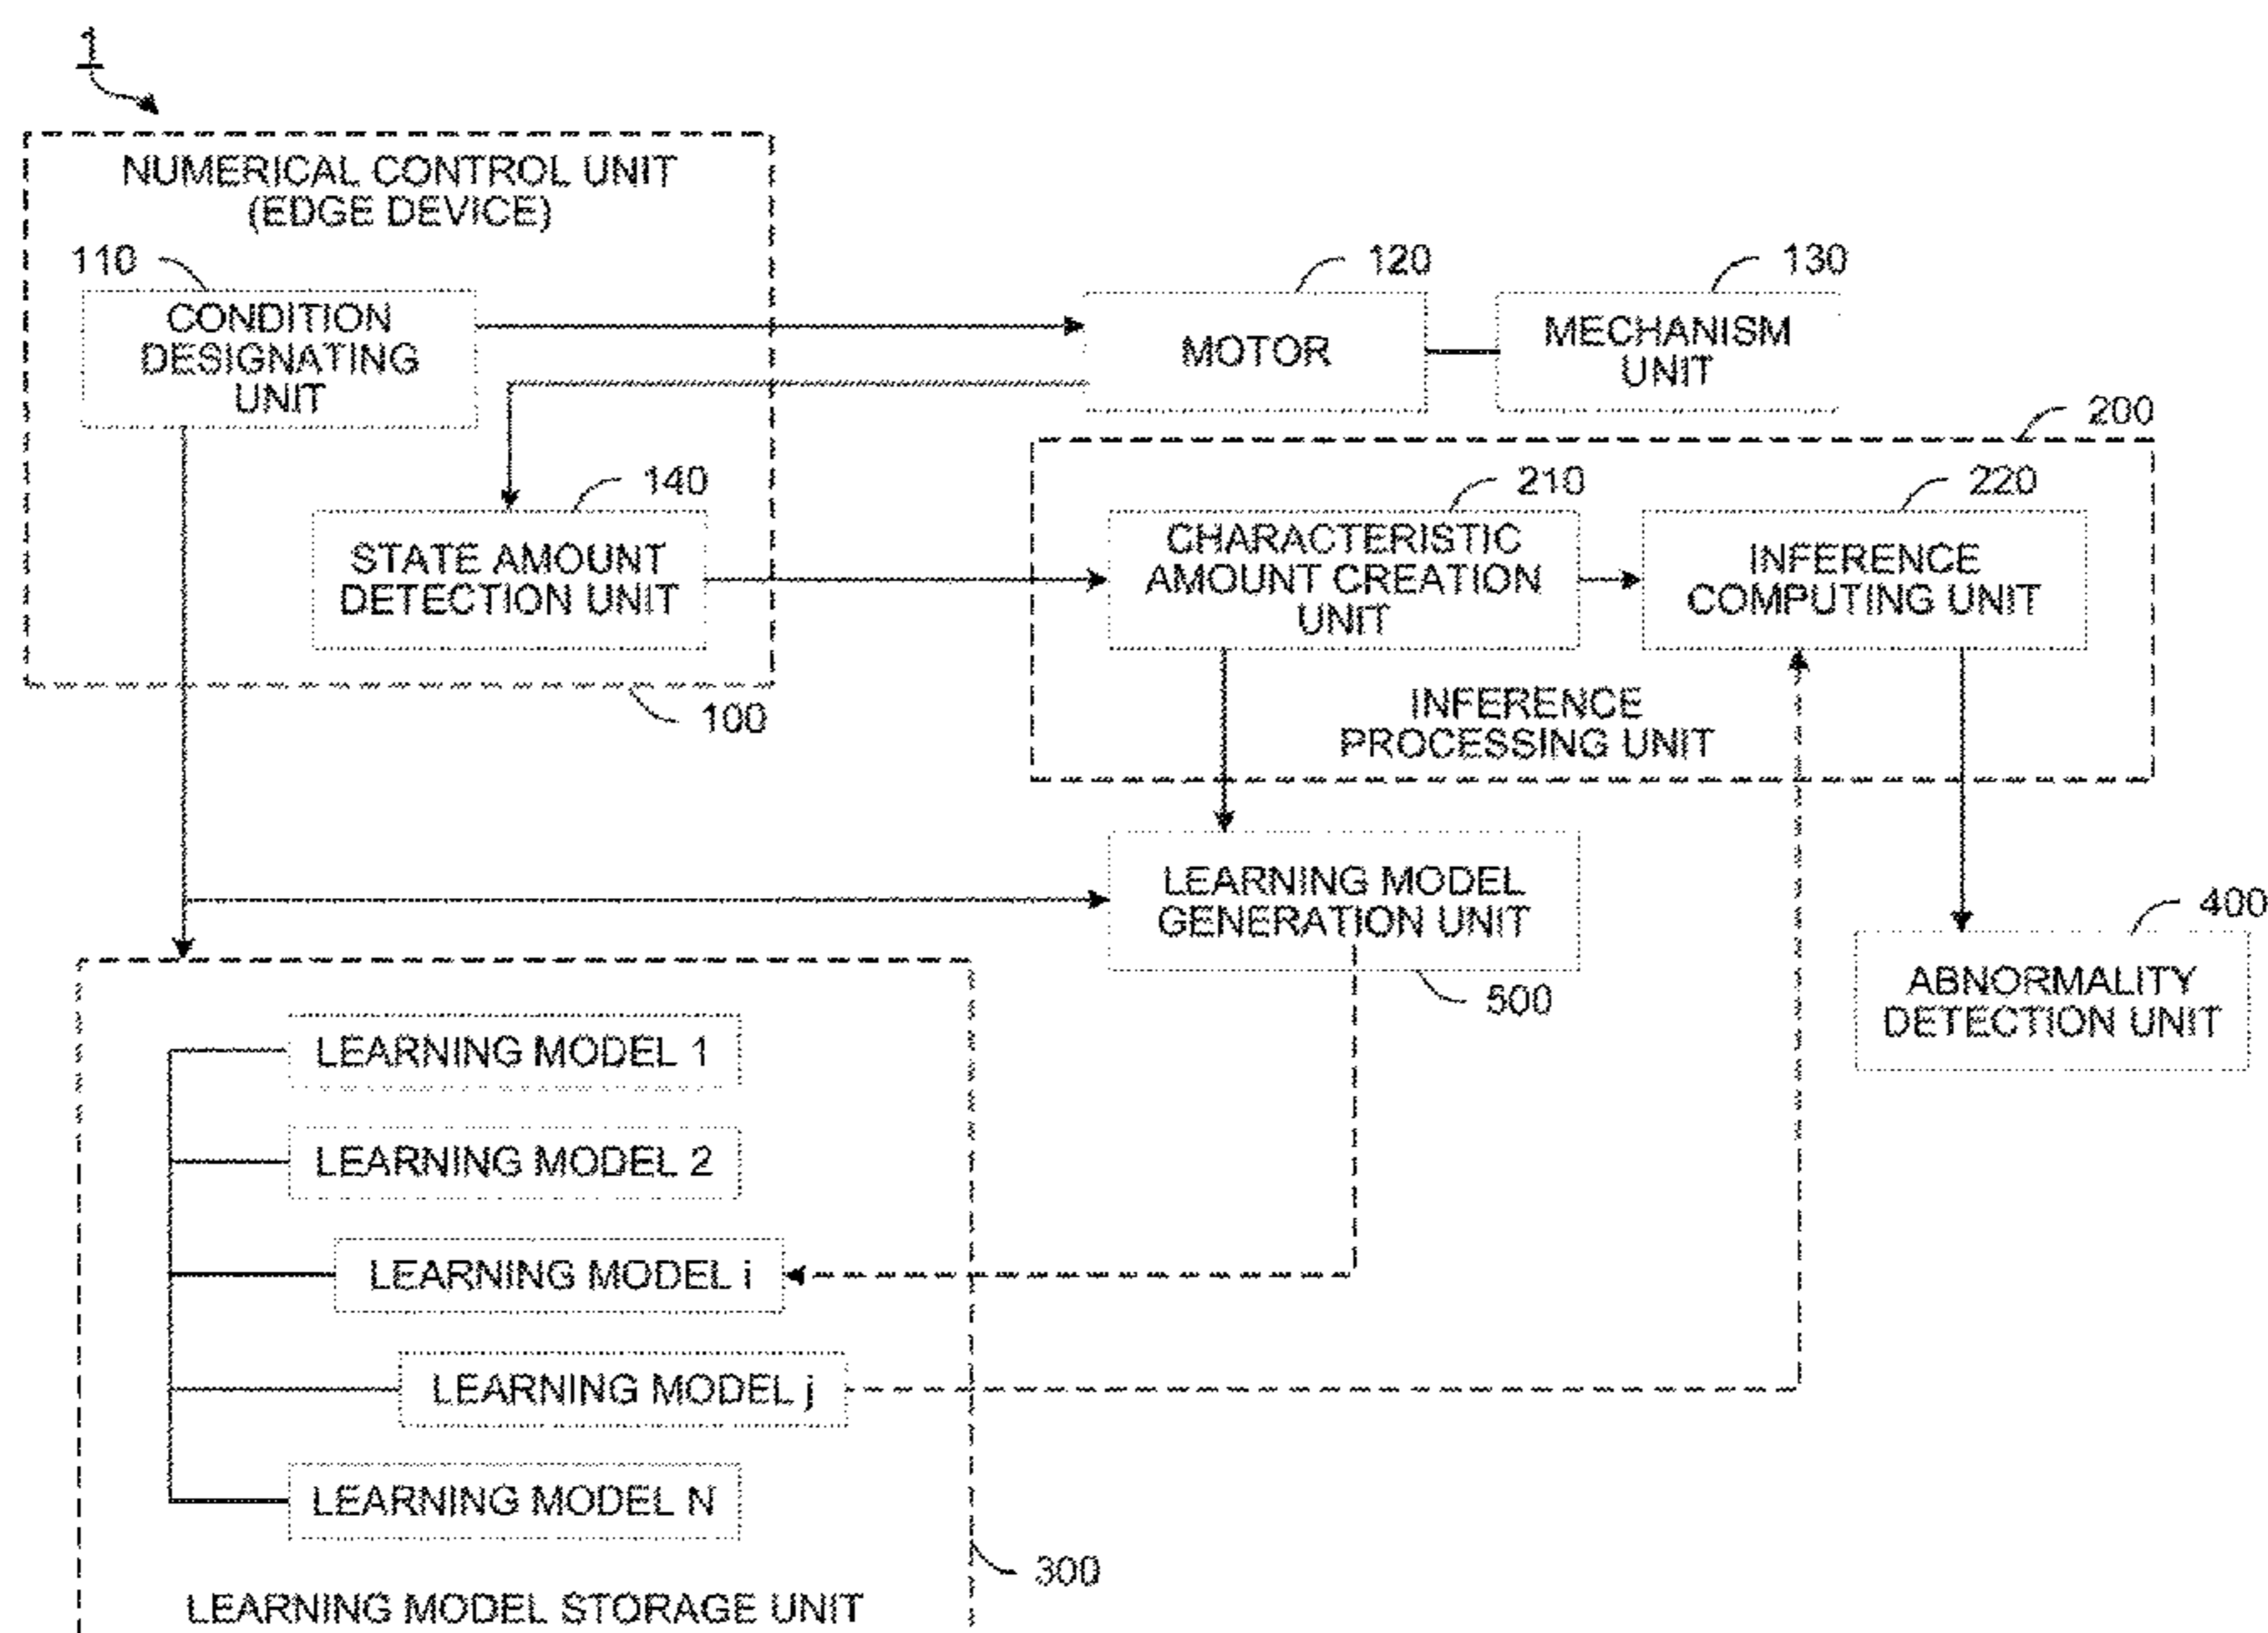 1
NUMERICAL CONTROL UNIT
(EDGE DEVICE)
110
CONDITION
DESIGNATING
UNIT
120
MOTOR
130
MECHANISM
UNIT
140
STATE AMOUNT
DETECTION UNIT
100
200
210
CHARACTERISTIC
AMOUNT CREATION
UNIT
220
INFERENCE
COMPUTING UNIT
INFERENCE
PROCESSING UNIT
LEARNING MODEL
GENERATION UNIT
500
400
ABNORMALITY
DETECTION UNIT
LEARNING MODEL 1
LEARNING MODEL 2
LEARNING MODEL i
LEARNING MODEL j
LEARNING MODEL N
300
LEARNING MODEL STORAGE UNIT